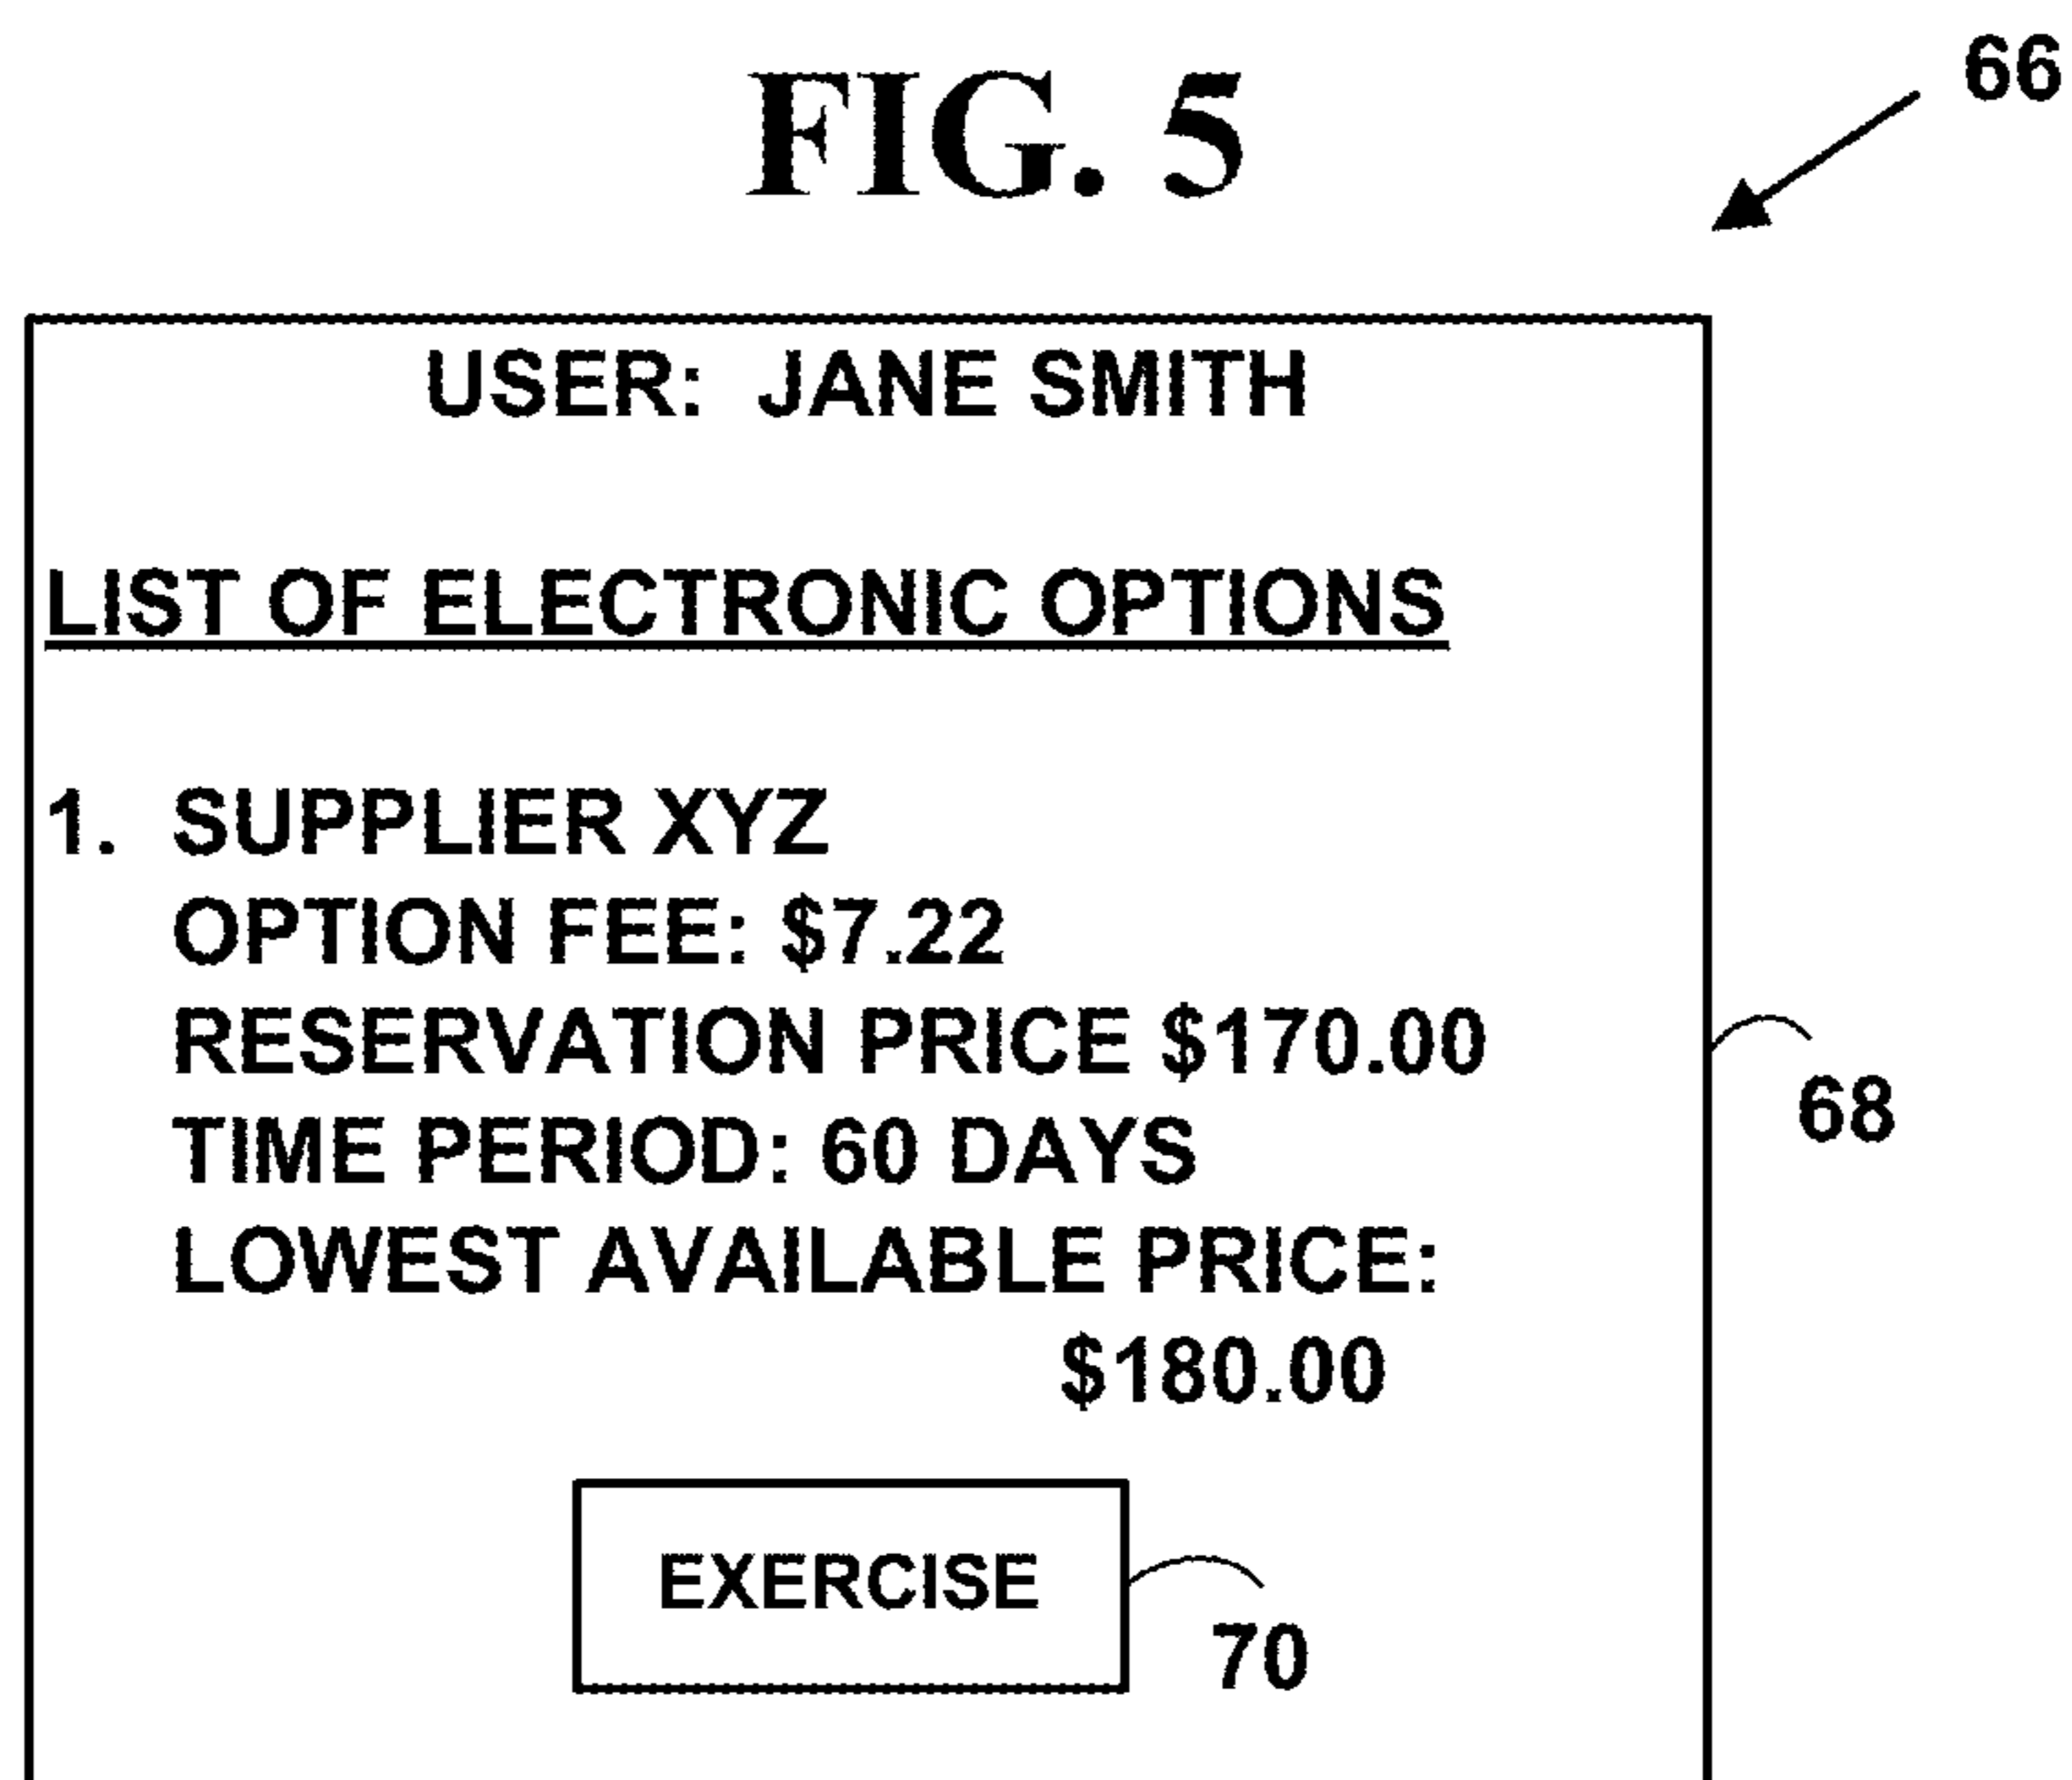 FIG. 5
66
USER: JANE SMITH
LIST OF ELECTRONIC OPTIONS
1. SUPPLIER XYZ
OPTION FEE: $7.22
RESERVATION PRICE $170.00
TIME PERIOD: 60 DAYS
LOWEST AVAILABLE PRICE:
$180.00
68
EXERCISE
70